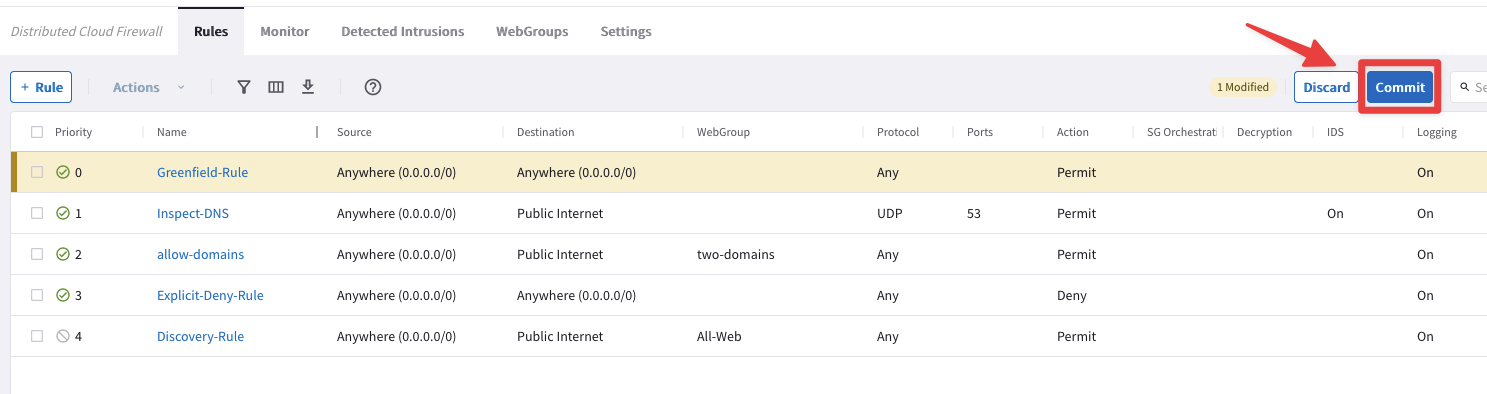 Distributed Cloud Firewall Rules Monitor Detected Intrusions WebGroups Settings
+ Rule Actions 1 Modified Discard Commit Se
Priority Name Source Destination WebGroup Protocol Ports Action SG Orchestrati Decryption IDS Logging
0 Greenfield-Rule Anywhere (0.0.0.0/0) Anywhere (0.0.0.0/0) Any Permit On
1 Inspect-DNS Anywhere (0.0.0.0/0) Public Internet UDP 53 Permit On On
2 allow-domains Anywhere (0.0.0.0/0) Public Internet two-domains Any Permit On
3 Explicit-Deny-Rule Anywhere (0.0.0.0/0) Anywhere (0.0.0.0/0) Any Deny On
4 Discovery-Rule Anywhere (0.0.0.0/0) Public Internet All-Web Any Permit On